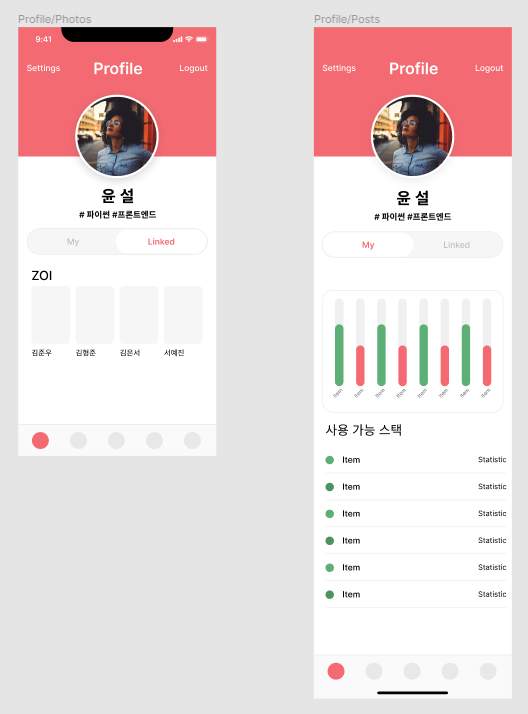 Profile/Photos
9:41
Settings
Profile
Logout
윤 설
# 파이썬 #프론트엔드
My
Linked
ZOI
김준우
김형준
김은서
서예진
Profile/Posts
Settings
Profile
Logout
윤 설
# 파이썬 #프론트엔드
My
Linked
Item
Item
Item
Item
Item
Item
Item
Item
사용 가능 스택
Item Statistic
Item Statistic
Item Statistic
Item Statistic
Item Statistic
Item Statistic